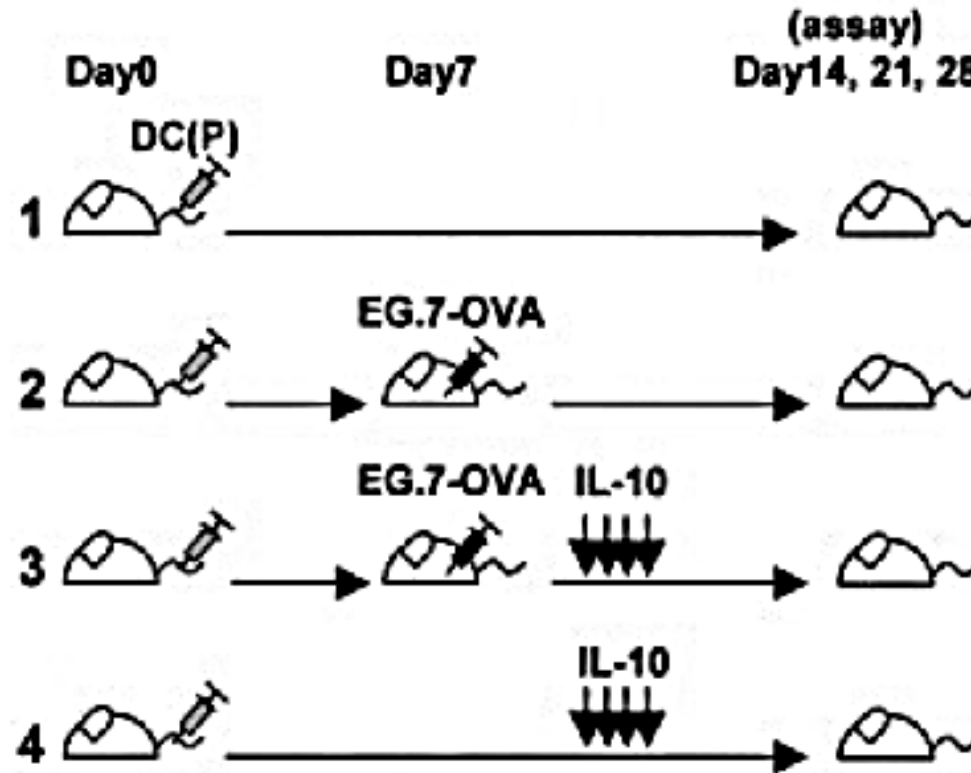 (assay)
Day0 Day7 Day14, 21, 28
DC(P)
1
EG.7-OVA
2
EG.7-OVA IL-10
3
IL-10
4